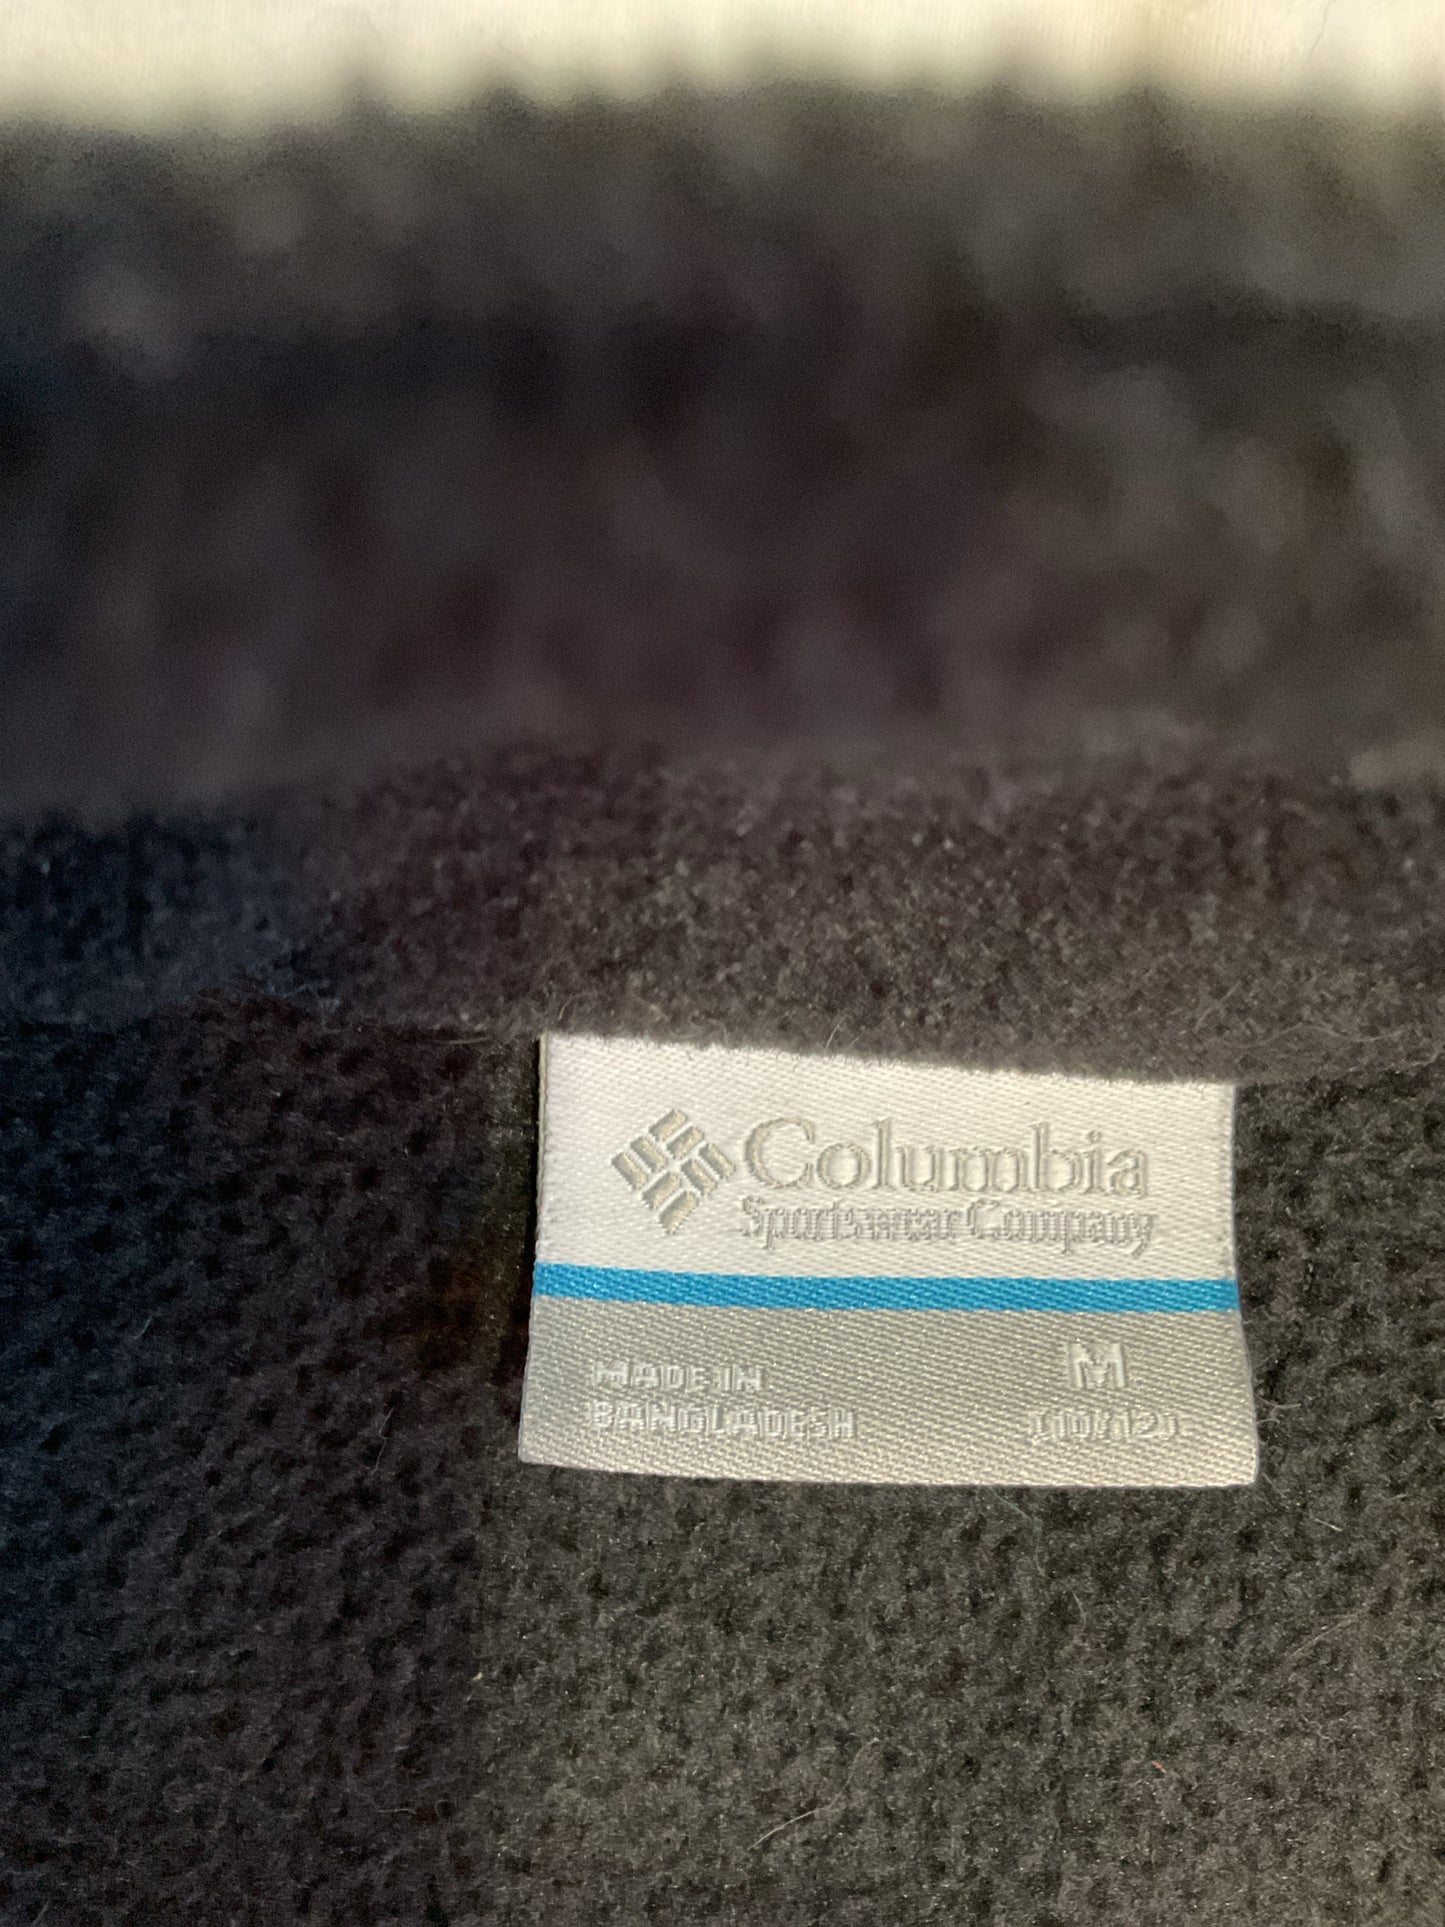 Columbia
Sportswear Company
MADE IN
BANGLADESH
M
(10/12)